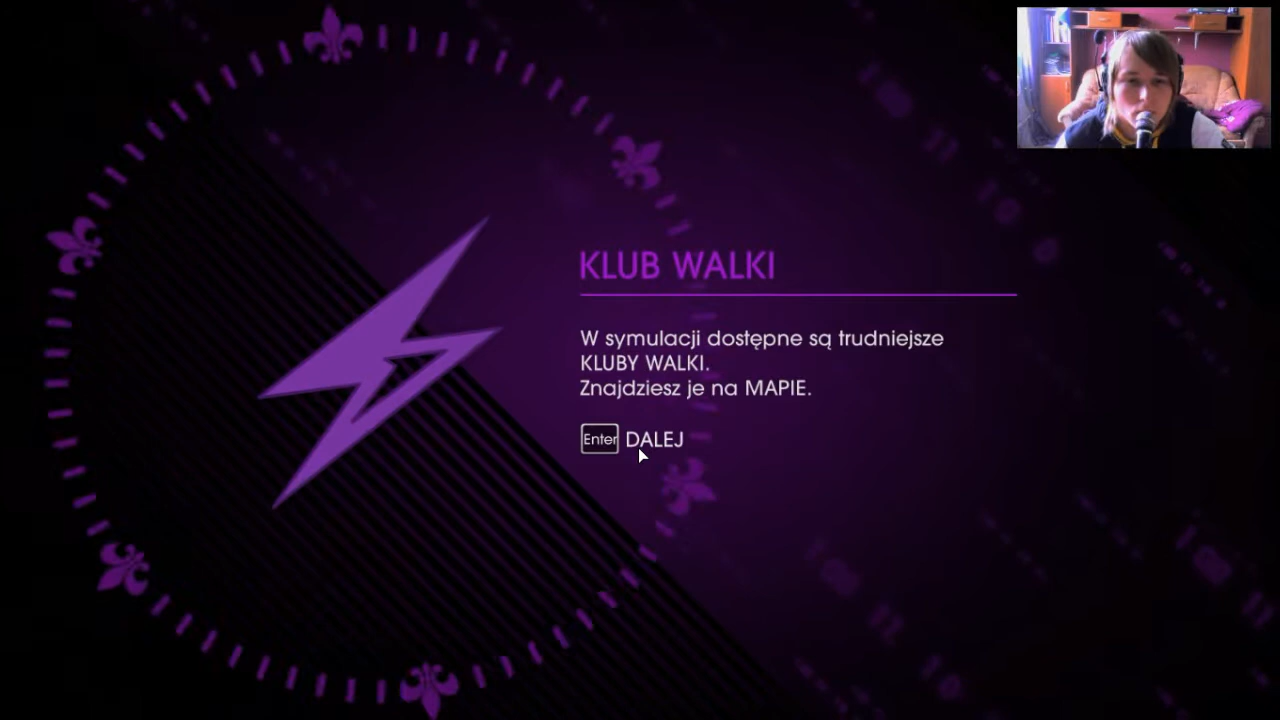 KLUB WALKI
W symulacji dostępne są trudniejsze
KLUBY WALKI.
Znajdziesz je na MAPIE.
Enter DALEJ